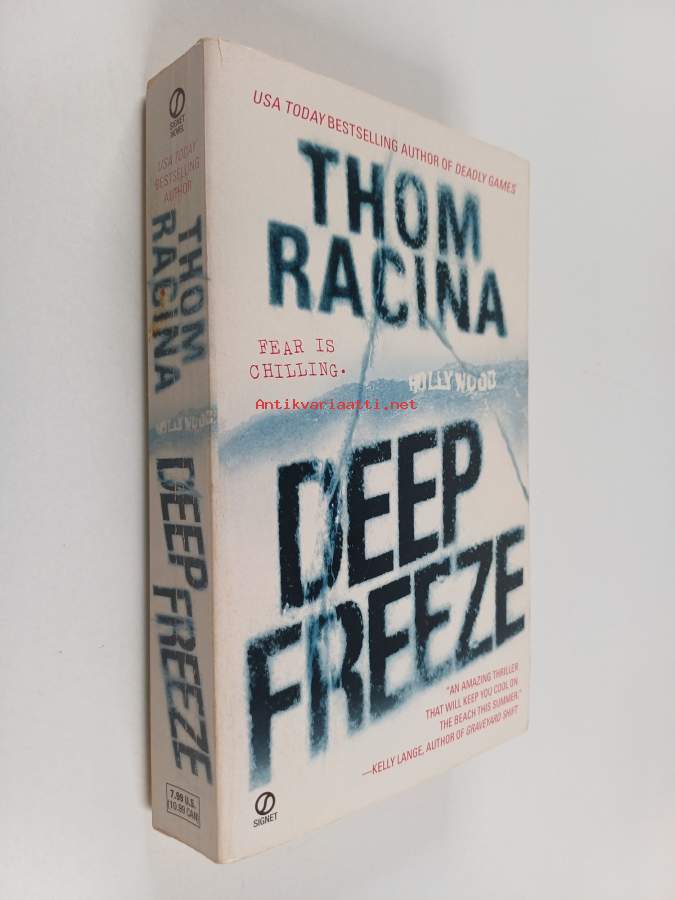 SIGNET
NOVEL
USA TODAY
BESTSELLING
AUTHOR
THOM
RACINA
HOLLYWOOD
DEEP FREEZE
7.99 U.S.
(10.99 CAN)
USA TODAY BESTSELLING AUTHOR OF DEADLY GAMES
THOM
RACINA
FEAR IS
CHILLING.
HOLLYWOOD
Antikvariaatti.net
DEEP
FREEZE
"AN AMAZING THRILLER
THAT WILL KEEP YOU COOL ON
THE BEACH THIS SUMMER."
—KELLY LANGE, AUTHOR OF GRAVEYARD SHIFT
SIGNET